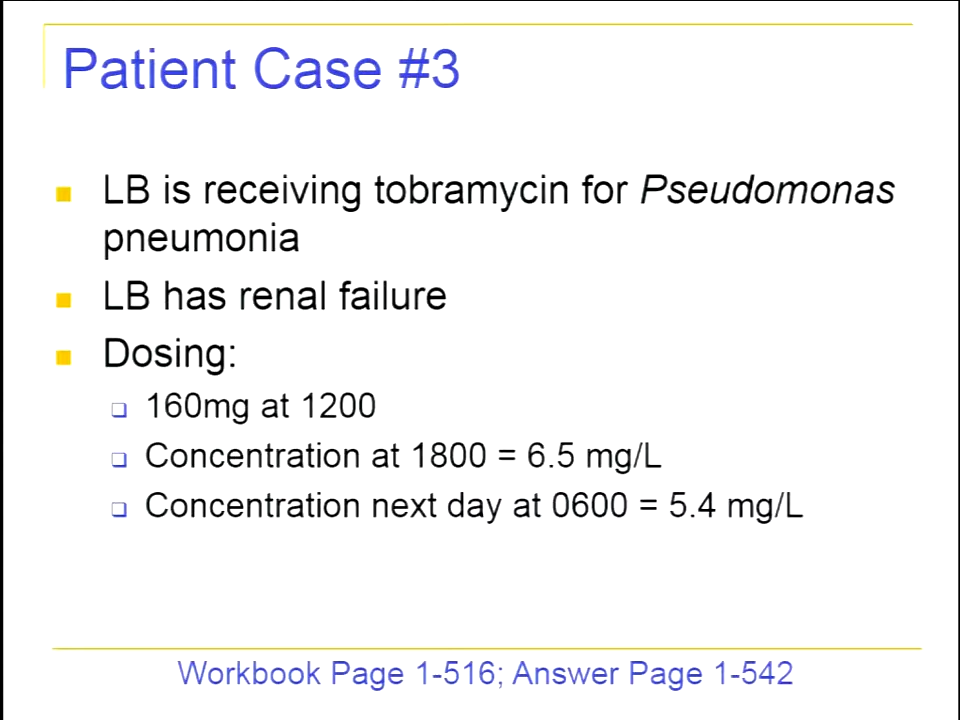 Patient Case #3
LB is receiving tobramycin for Pseudomonas
pneumonia
LB has renal failure
Dosing:
160mg at 1200
Concentration at 1800 = 6.5 mg/L
Concentration next day at 0600 = 5.4 mg/L
Workbook Page 1-516; Answer Page 1-542